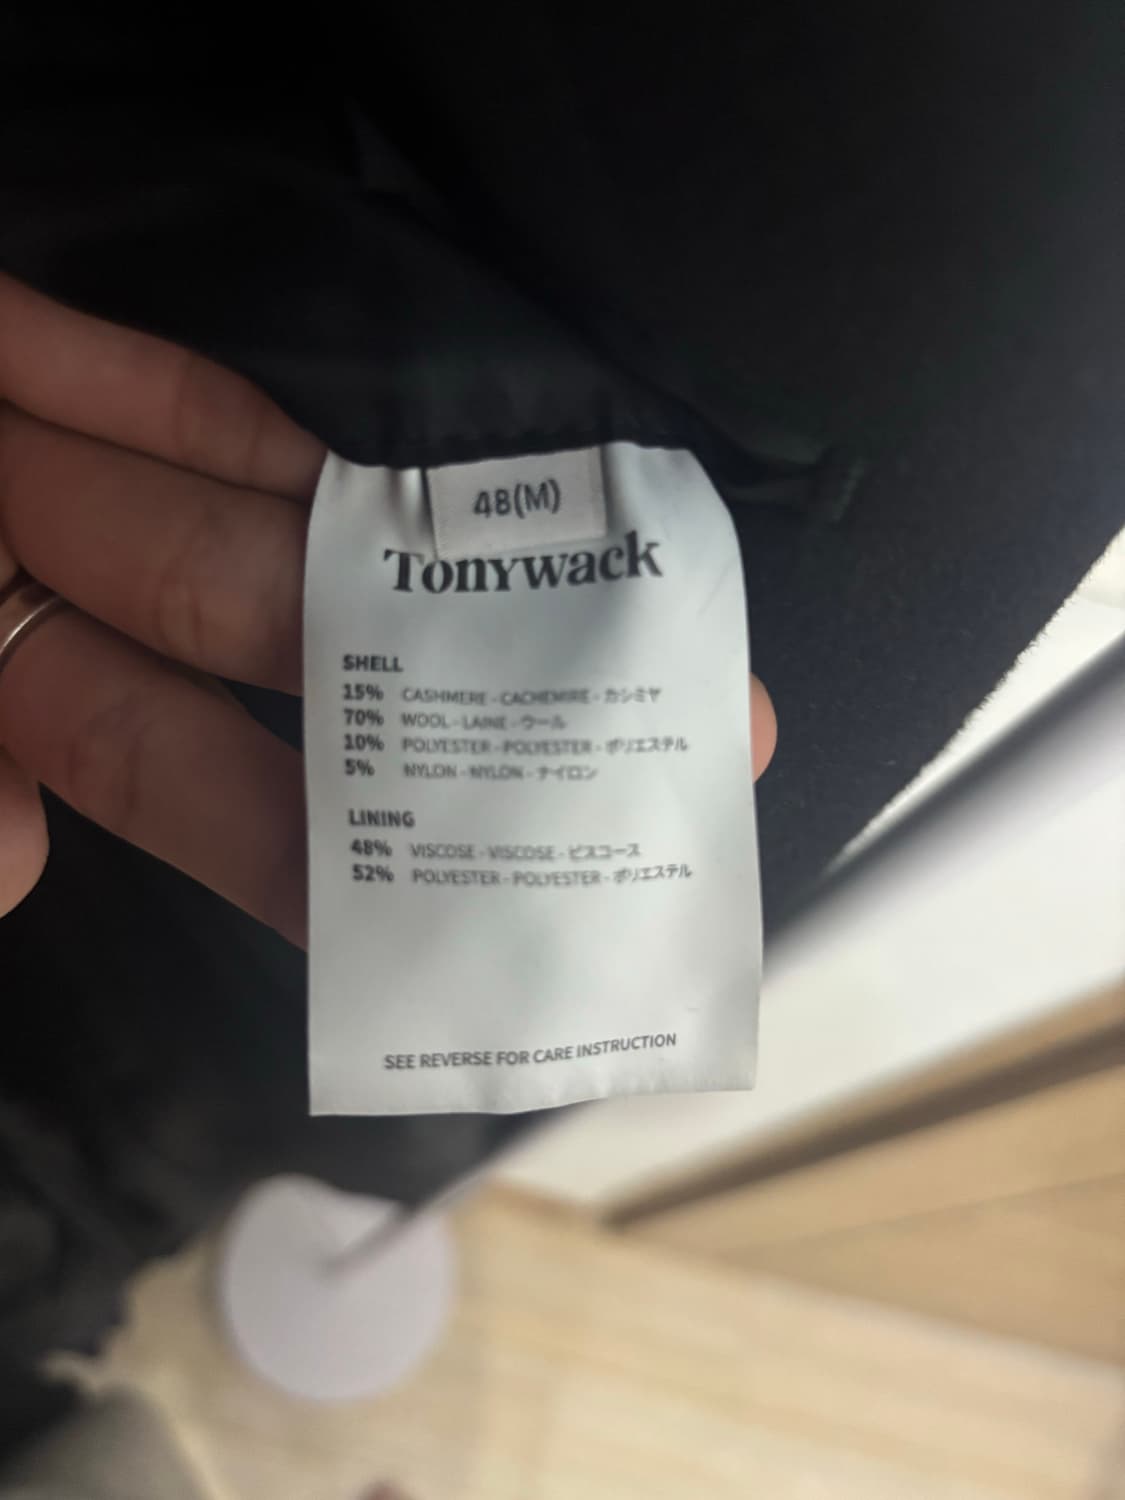 48(M)
Tonywack
SHELL
15% CASHMERE - CACHEMIRE - カシミヤ
70% WOOL - LAINE - ウール
10% POLYESTER - POLYESTER - ポリエステル
5% NYLON - NYLON - ナイロン
LINING
48% VISCOSE - VISCOSE - ビスコース
52% POLYESTER - POLYESTER - ポリエステル
SEE REVERSE FOR CARE INSTRUCTION